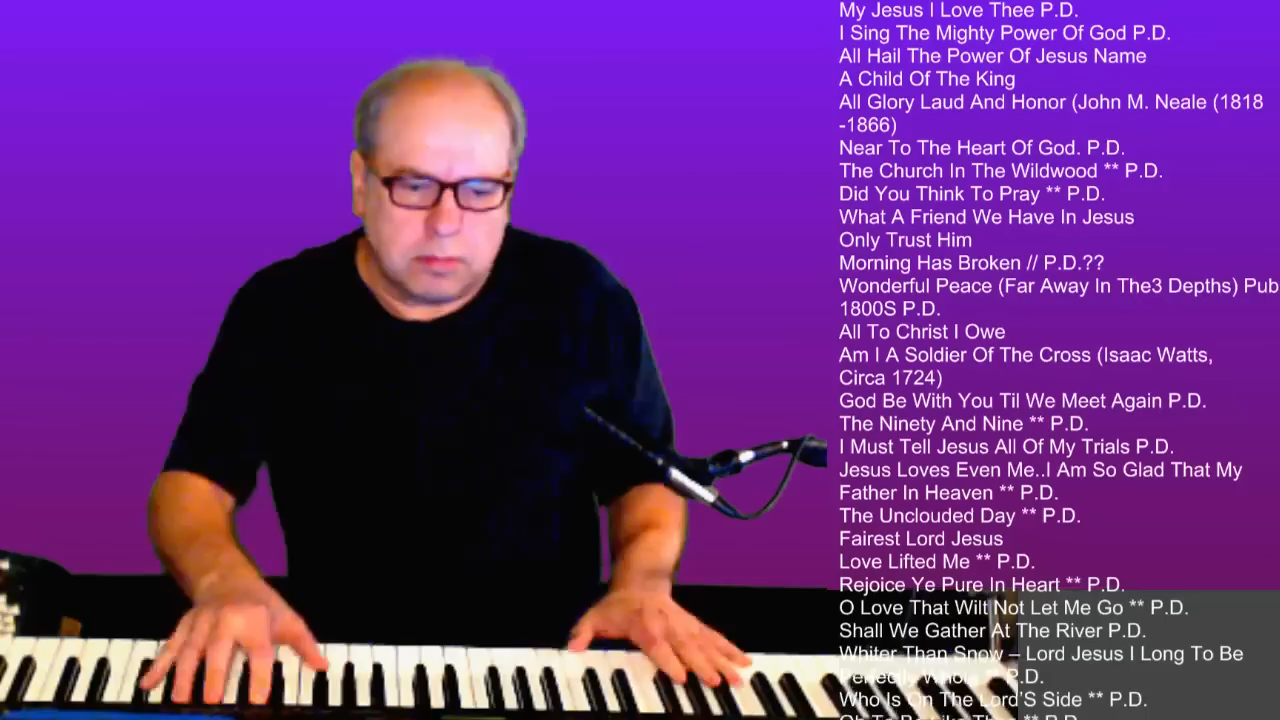 My Jesus I Love Thee P.D.
I Sing The Mighty Power Of God P.D.
All Hail The Power Of Jesus Name
A Child Of The King
All Glory Laud And Honor (John M. Neale (1818
-1866)
Near To The Heart Of God. P.D.
The Church In The Wildwood ** P.D.
Did You Think To Pray ** P.D.
What A Friend We Have In Jesus
Only Trust Him
Morning Has Broken // P.D.??
Wonderful Peace (Far Away In The3 Depths) Pub
1800S P.D.
All To Christ I Owe
Am I A Soldier Of The Cross (Isaac Watts,
Circa 1724)
God Be With You Til We Meet Again P.D.
The Ninety And Nine ** P.D.
I Must Tell Jesus All Of My Trials P.D.
Jesus Loves Even Me..I Am So Glad That My
Father In Heaven ** P.D.
The Unclouded Day ** P.D.
Fairest Lord Jesus
Love Lifted Me ** P.D.
Rejoice Ye Pure In Heart ** P.D.
O Love That Wilt Not Let Me Go ** P.D.
Shall We Gather At The River P.D.
Whiter Than Snow – Lord Jesus I Long To Be
Perfectly Whole P.D.
Who Is On The Lord'S Side ** P.D.